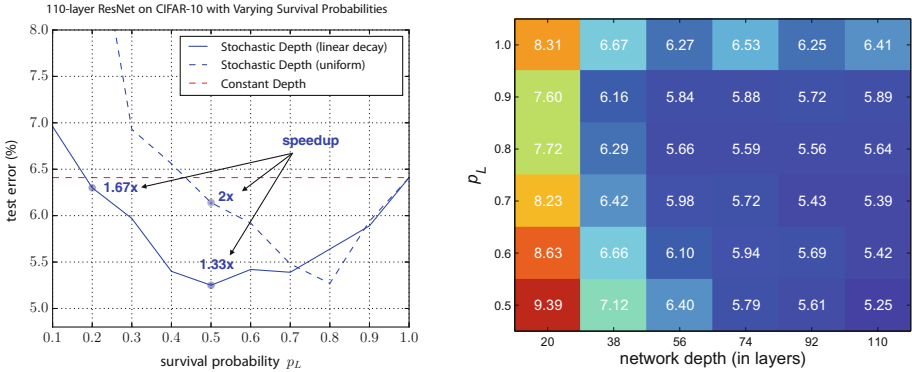 110-layer ResNet on CIFAR-10 with Varying Survival Probabilities
8.0
7.5
7.0
6.5
6.0
5.5
5.0
test error (%)
Stochastic Depth (linear decay)
Stochastic Depth (uniform)
Constant Depth
speedup
1.67x
2x
1.33x
0.1 0.2 0.3 0.4 0.5 0.6 0.7 0.8 0.9 1.0
survival probability p_L
p_L
1.0 8.31 6.67 6.27 6.53 6.25 6.41
0.9 7.60 6.16 5.84 5.88 5.72 5.89
0.8 7.72 6.29 5.66 5.59 5.56 5.64
0.7 8.23 6.42 5.98 5.72 5.43 5.39
0.6 8.63 6.66 6.10 5.94 5.69 5.42
0.5 9.39 7.12 6.40 5.79 5.61 5.25
20 38 56 74 92 110
network depth (in layers)